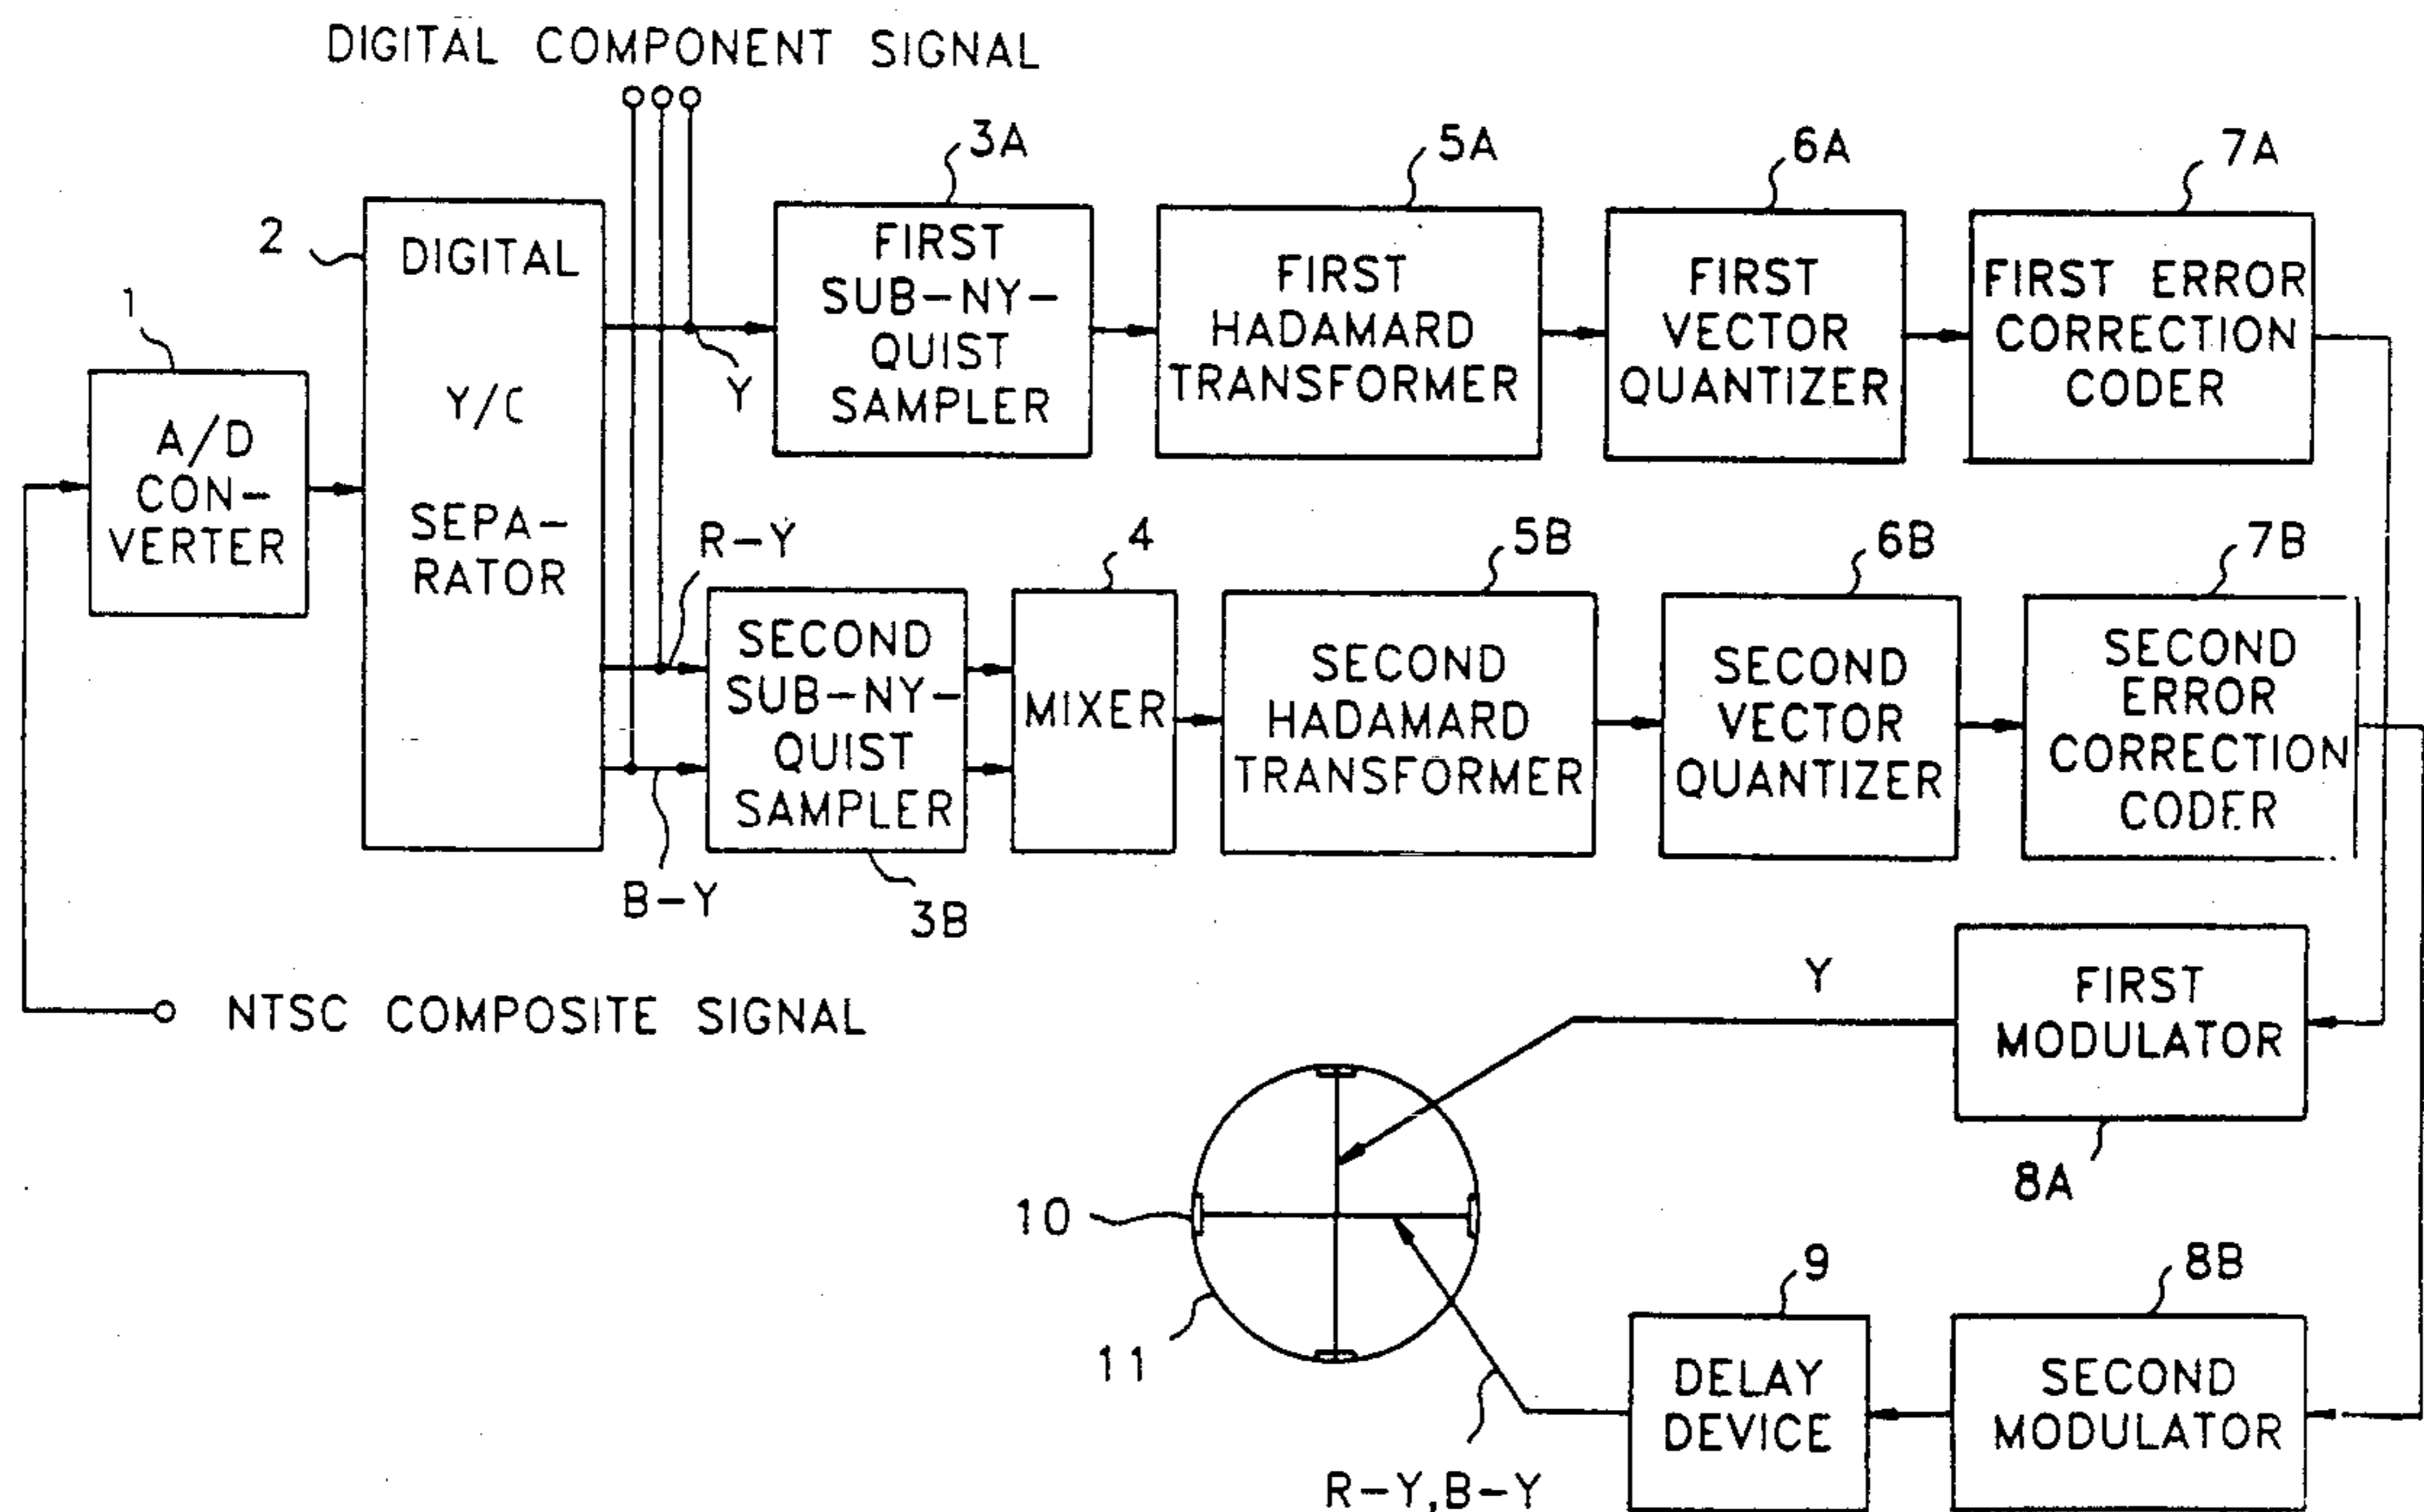 DIGITAL COMPONENT SIGNAL
3A
5A
6A
7A
2
DIGITAL
Y/C
SEPA-
RATOR
FIRST
SUB-NY-
QUIST
SAMPLER
FIRST
HADAMARD
TRANSFORMER
FIRST
VECTOR
QUANTIZER
FIRST ERROR
CORRECTION
CODER
1
A/D
CON-
VERTER
Y
R-Y
4
5B
6B
7B
SECOND
SUB-NY-
QUIST
SAMPLER
MIXER
SECOND
HADAMARD
TRANSFORMER
SECOND
VECTOR
QUANTIZER
SECOND
ERROR
CORRECTION
CODER
B-Y
3B
NTSC COMPOSITE SIGNAL
Y
FIRST
MODULATOR
8A
10
11
9
8B
DELAY
DEVICE
SECOND
MODULATOR
R-Y,B-Y